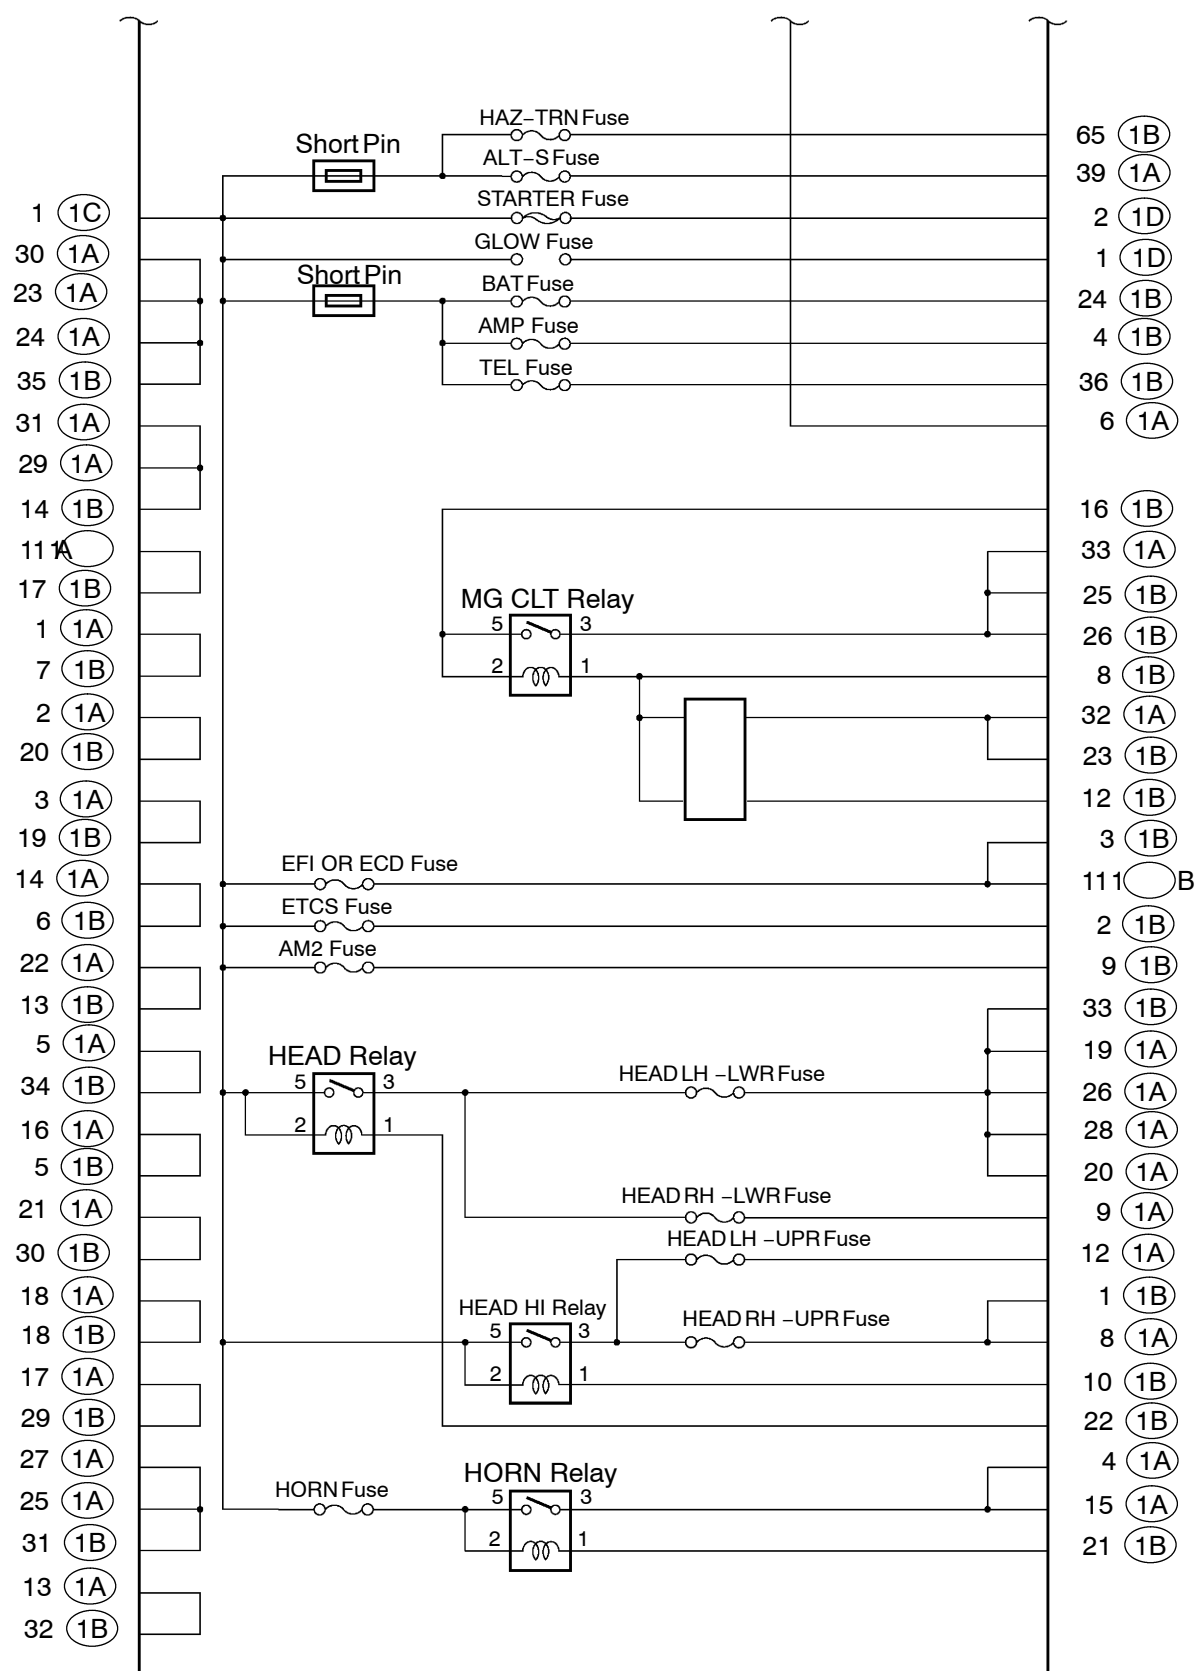 HAZ–TRN Fuse
65 1B
Short Pin
ALT–S Fuse
39 1A
1 1C
STARTER Fuse
2 1D
30 1A
GLOW Fuse
1 1D
Short Pin
23 1A
BAT Fuse
24 1B
24 1A
AMP Fuse
4 1B
35 1B
TEL Fuse
36 1B
31 1A
6 1A
29 1A
14 1B
16 1B
11 1A
33 1A
17 1B
25 1B
MG CLT Relay
1 1A
5 3
26 1B
7 1B
2 1
8 1B
2 1A
32 1A
20 1B
23 1B
3 1A
12 1B
19 1B
3 1B
EFI OR ECD Fuse
14 1A
11 1B
ETCS Fuse
6 1B
2 1B
AM2 Fuse
22 1A
9 1B
13 1B
33 1B
5 1A
19 1A
HEAD Relay
HEAD LH –LWR Fuse
34 1B
5 3
26 1A
16 1A
2 1
28 1A
5 1B
20 1A
HEAD RH –LWR Fuse
21 1A
9 1A
HEAD LH –UPR Fuse
30 1B
12 1A
18 1A
1 1B
HEAD HI Relay
HEAD RH –UPR Fuse
18 1B
5 3
8 1A
17 1A
2 1
10 1B
29 1B
22 1B
27 1A
4 1A
HORN Relay
HORN Fuse
25 1A
5 3
15 1A
31 1B
2 1
21 1B
13 1A
32 1B